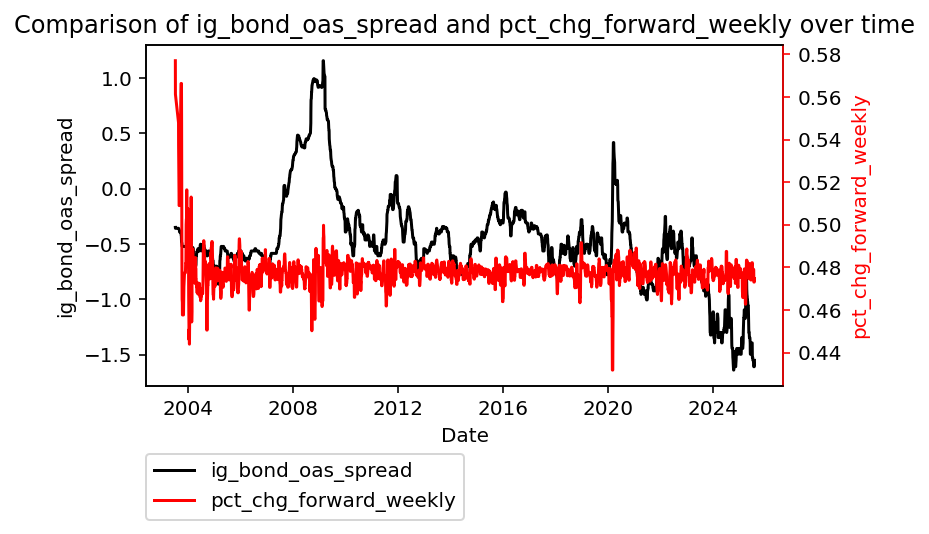 Comparison of ig_bond_oas_spread and pct_chg_forward_weekly over time
ig_bond_oas_spread
1.0
0.5
0.0
−0.5
−1.0
−1.5
0.58
0.56
0.54
0.52
0.50
0.48
0.46
0.44
pct_chg_forward_weekly
2004 2008 2012 2016 2020 2024
Date
ig_bond_oas_spread
pct_chg_forward_weekly